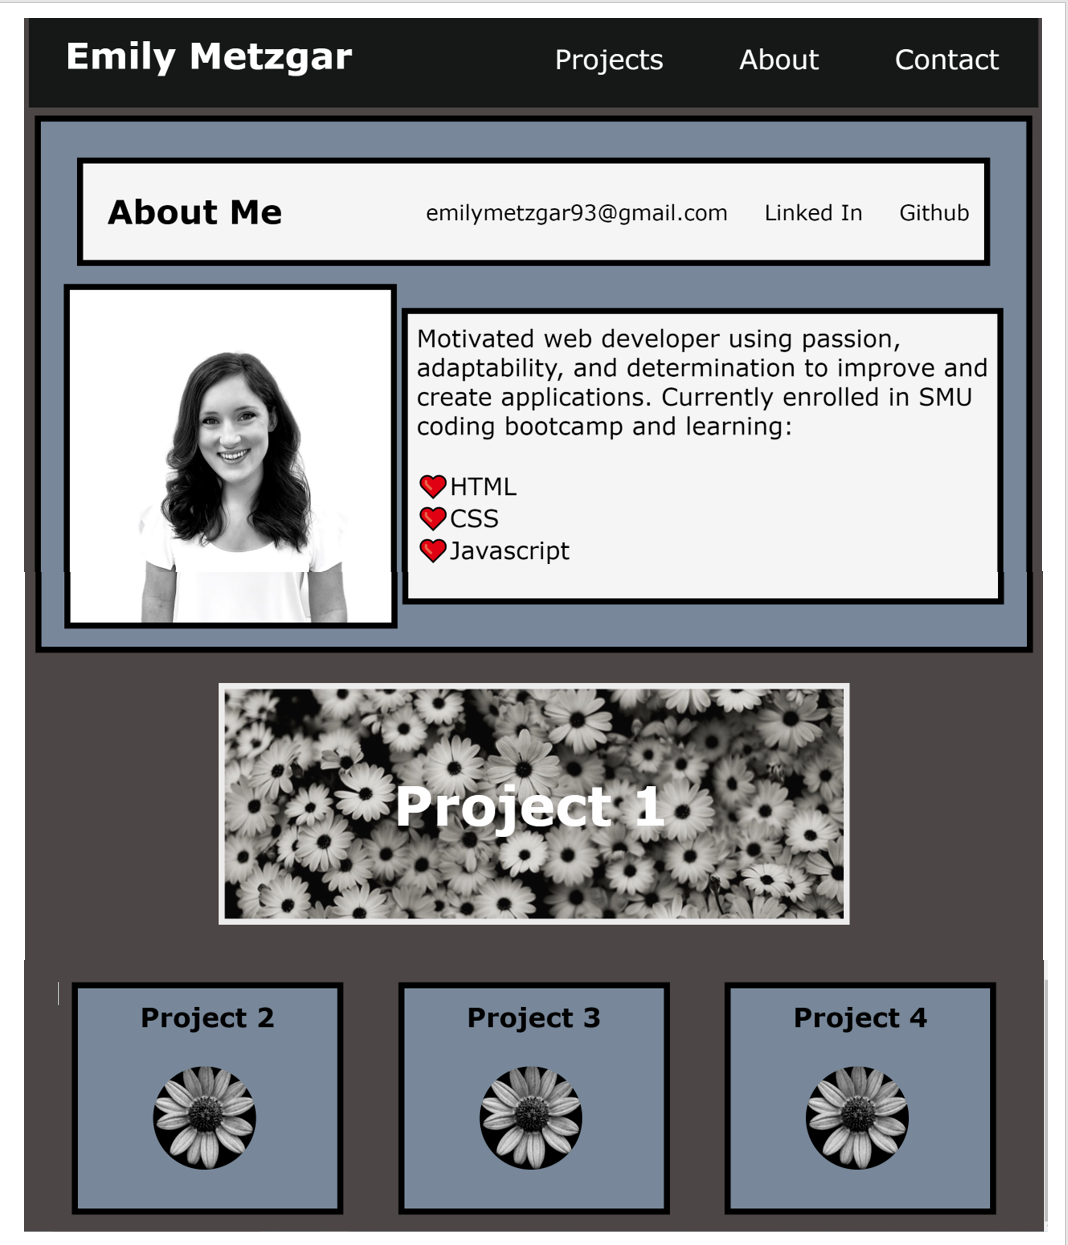 Emily Metzgar
Projects
About
Contact
About Me
emilymetzgar93@gmail.com
Linked In
Github
Motivated web developer using passion,
adaptability, and determination to improve and
create applications. Currently enrolled in SMU
coding bootcamp and learning:
HTML
CSS
Javascript
Project 1
Project 2
Project 3
Project 4